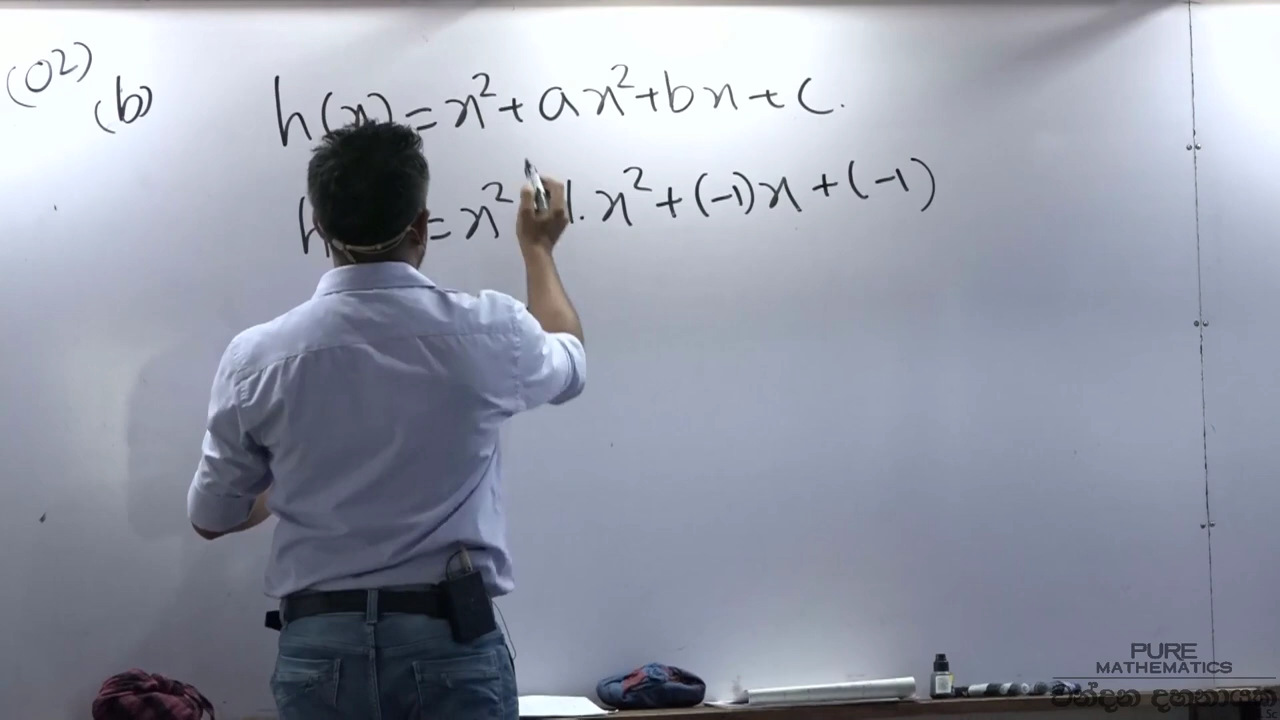 (02)
(b)
h(x) = x² + ax² + bx + c.
h = x² 1. x² + (-1)x + (-1)
PURE
MATHEMATICS